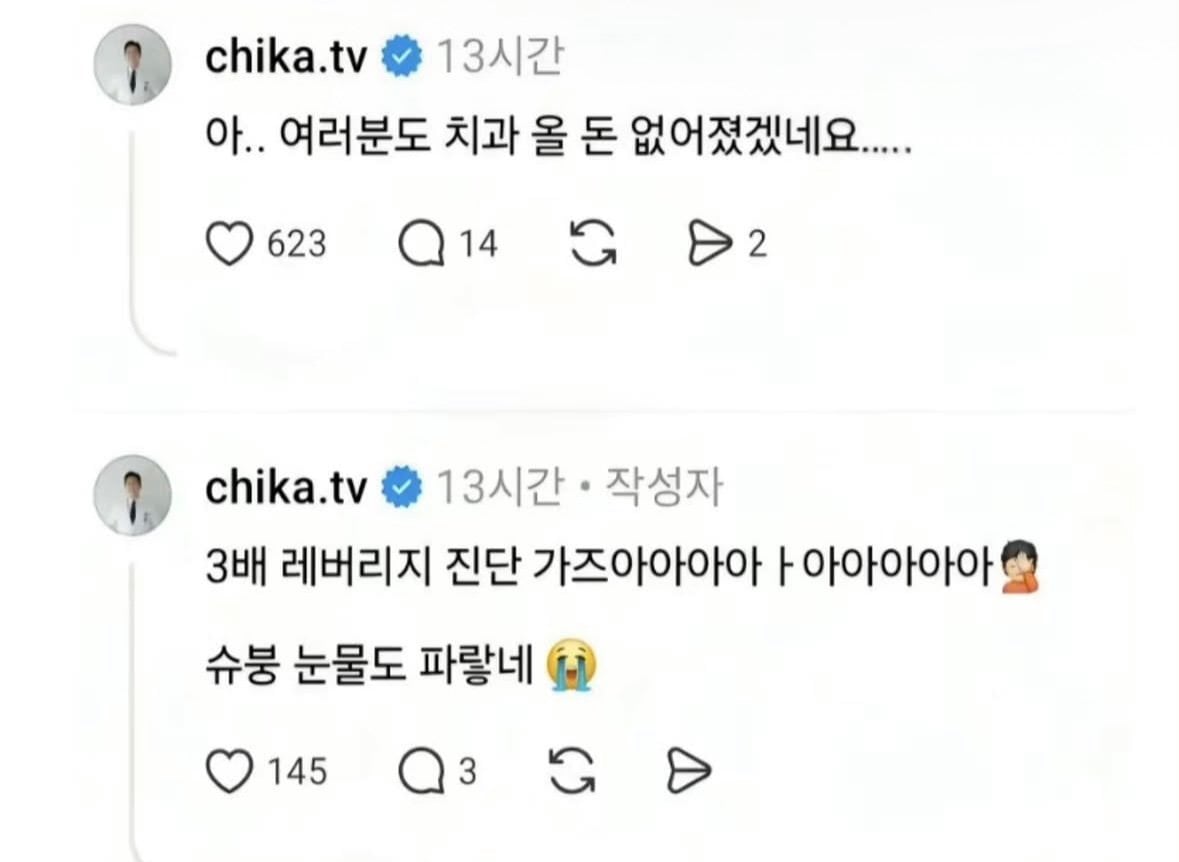 chika.tv 13시간
아.. 여러분도 치과 올 돈 없어졌겠네요.....
623 14 2
chika.tv 13시간 • 작성자
3배 레버리지 진단 가즈아아아아ㅏ아아아아아🤦🏻
슈붕 눈물도 파랗네 😭
145 3